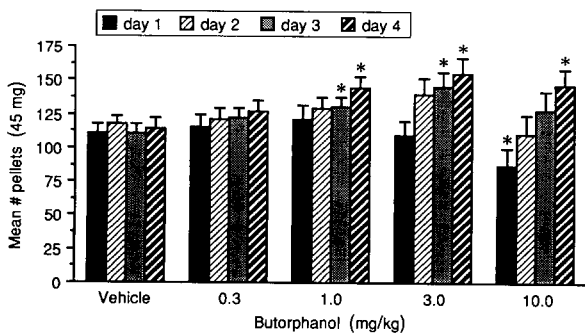 day 1 day 2 day 3 day 4
Mean # pellets (45 mg)
175
150
125
100
75
50
25
0
* * * * * *
Vehicle 0.3 1.0 3.0 10.0
Butorphanol (mg/kg)